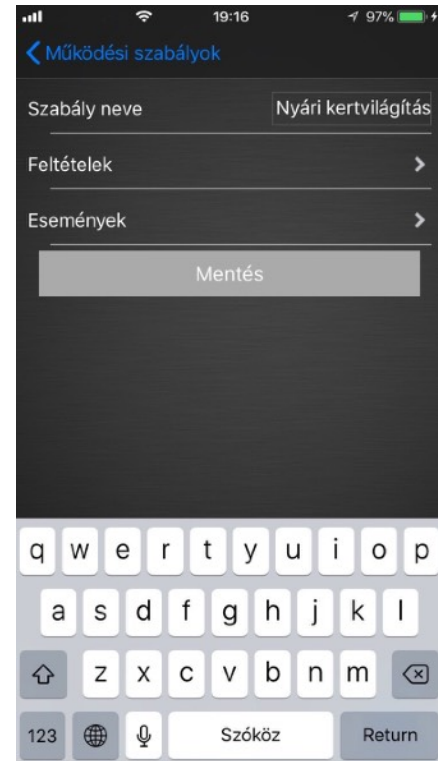 19:16 97%
Működési szabályok
Szabály neve Nyári kertvilágítás
Feltételek
Események
Mentés
q w e r t y u i o p
a s d f g h j k l
z x c v b n m
123 Szóköz Return